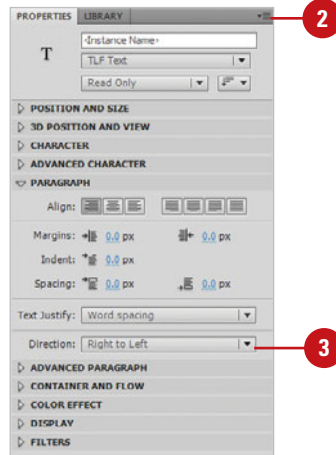 PROPERTIES LIBRARY
2
<Instance Name>
T
TLF Text
Read Only
POSITION AND SIZE
3D POSITION AND VIEW
CHARACTER
ADVANCED CHARACTER
PARAGRAPH
Align:
Margins: 0.0 px 0.0 px
Indent: 0.0 px
Spacing: 0.0 px 0.0 px
Text Justify: Word spacing
Direction: Right to Left
3
ADVANCED PARAGRAPH
CONTAINER AND FLOW
COLOR EFFECT
DISPLAY
FILTERS